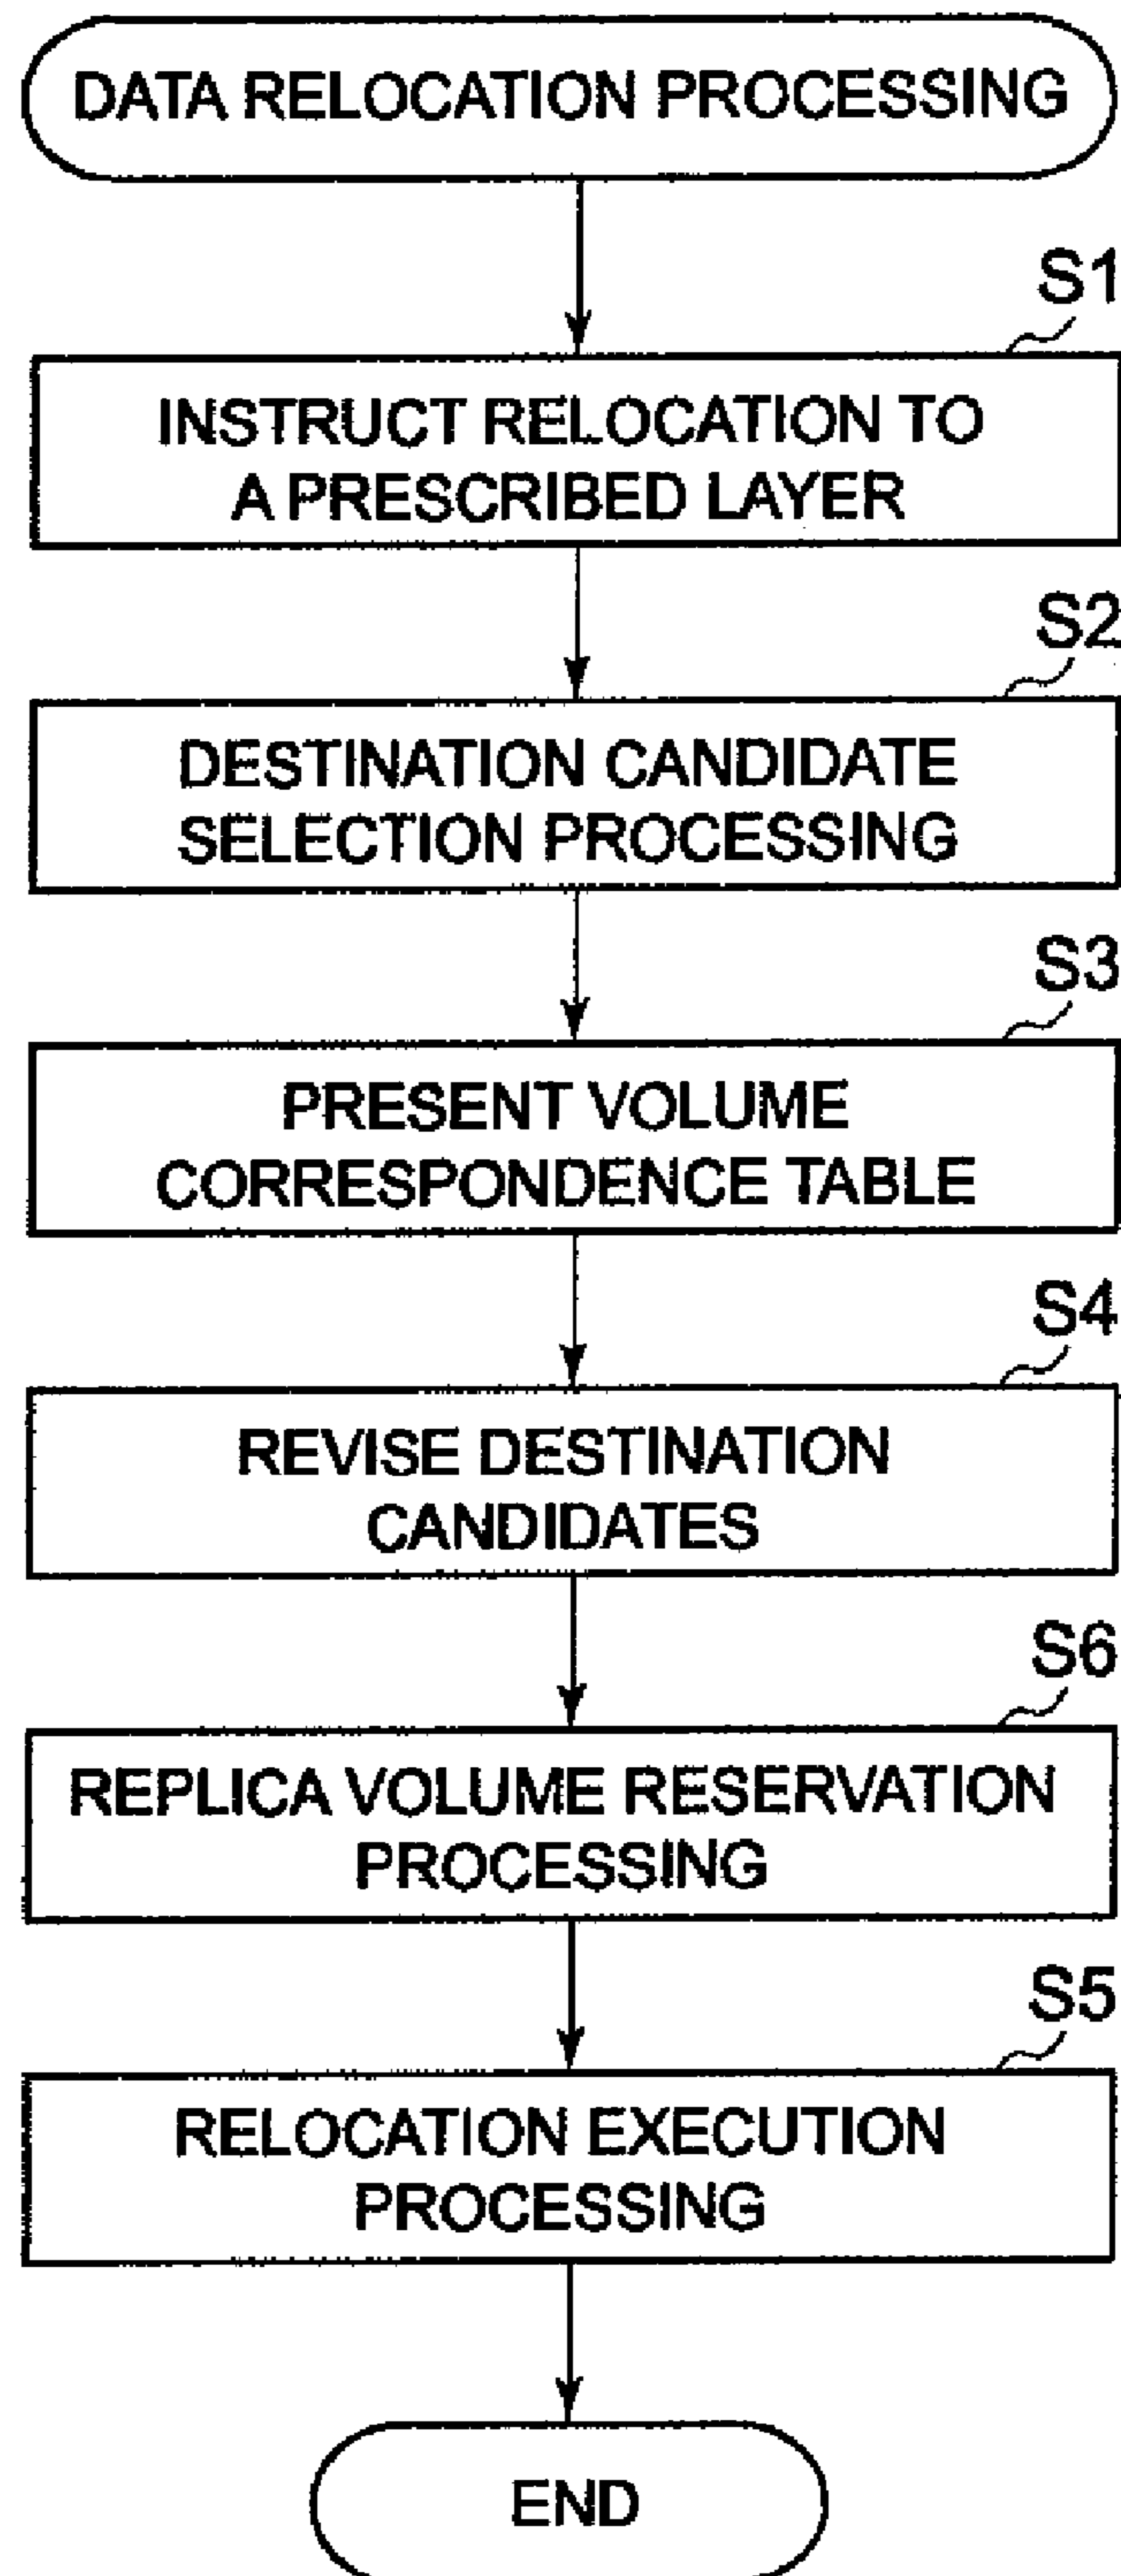 DATA RELOCATION PROCESSING
S1
INSTRUCT RELOCATION TO
A PRESCRIBED LAYER
S2
DESTINATION CANDIDATE
SELECTION PROCESSING
S3
PRESENT VOLUME
CORRESPONDENCE TABLE
S4
REVISE DESTINATION
CANDIDATES
S6
REPLICA VOLUME RESERVATION
PROCESSING
S5
RELOCATION EXECUTION
PROCESSING
END